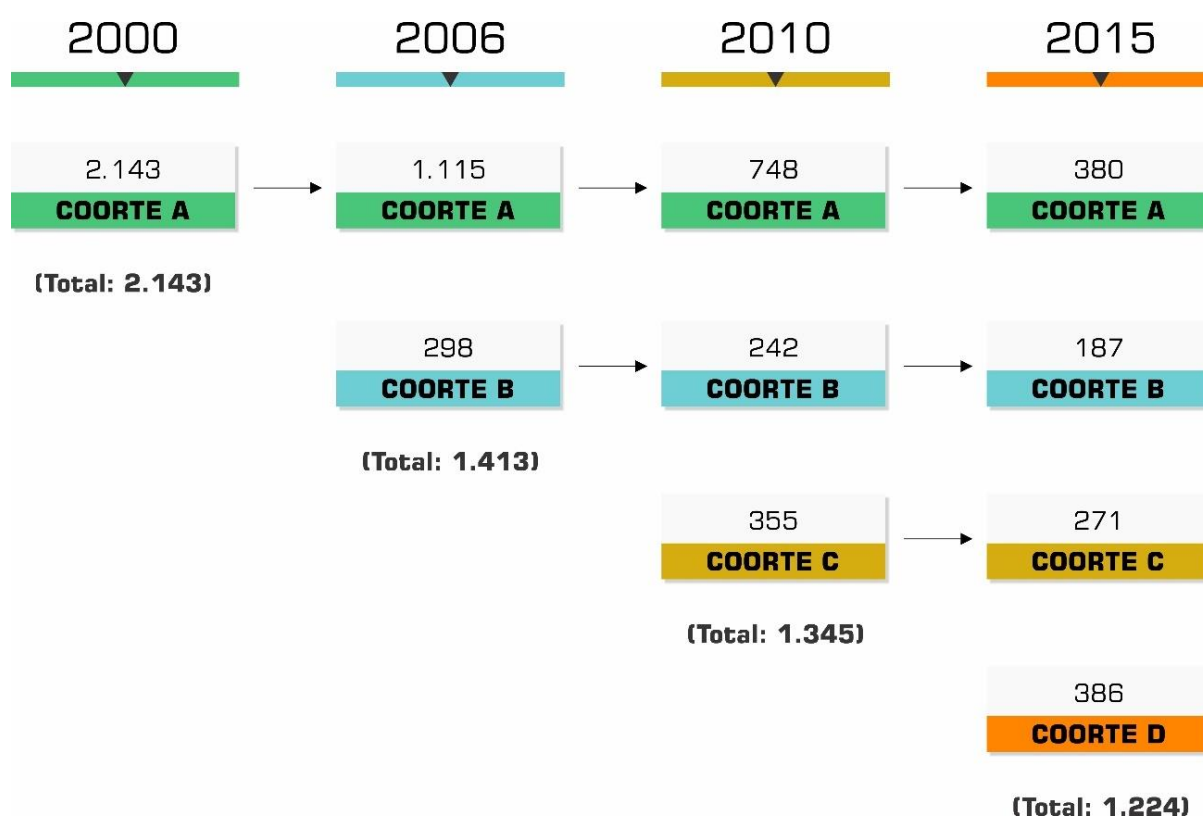 2000 2006 2010 2015
2.143 1.115 748 380
COORTE A COORTE A COORTE A COORTE A
(Total: 2.143)
298 242 187
COORTE B COORTE B COORTE B
(Total: 1.413)
355 271
COORTE C COORTE C
(Total: 1.345)
386
COORTE D
(Total: 1.224)